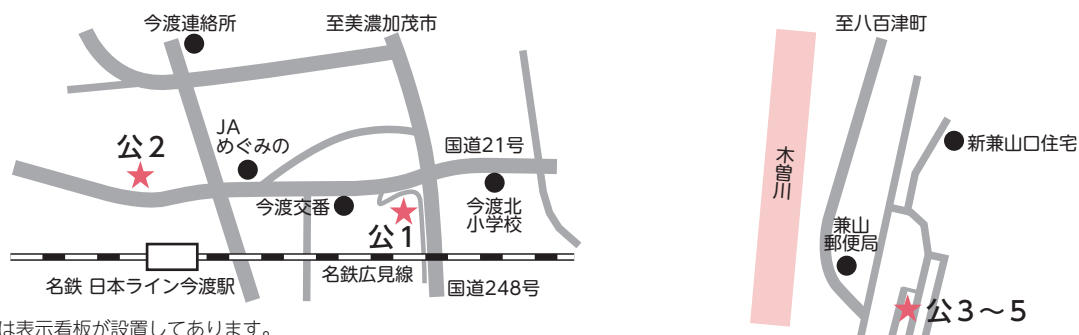 今渡連絡所
至美濃加茂市
JA
めぐみの
公2
国道21号
今渡交番
公1
今渡北
小学校
名鉄 日本ライン今渡駅
名鉄広見線
国道248号
は表示看板が設置してあります。
至八百津町
木曽川
新兼山口住宅
兼山
郵便局
公3～5